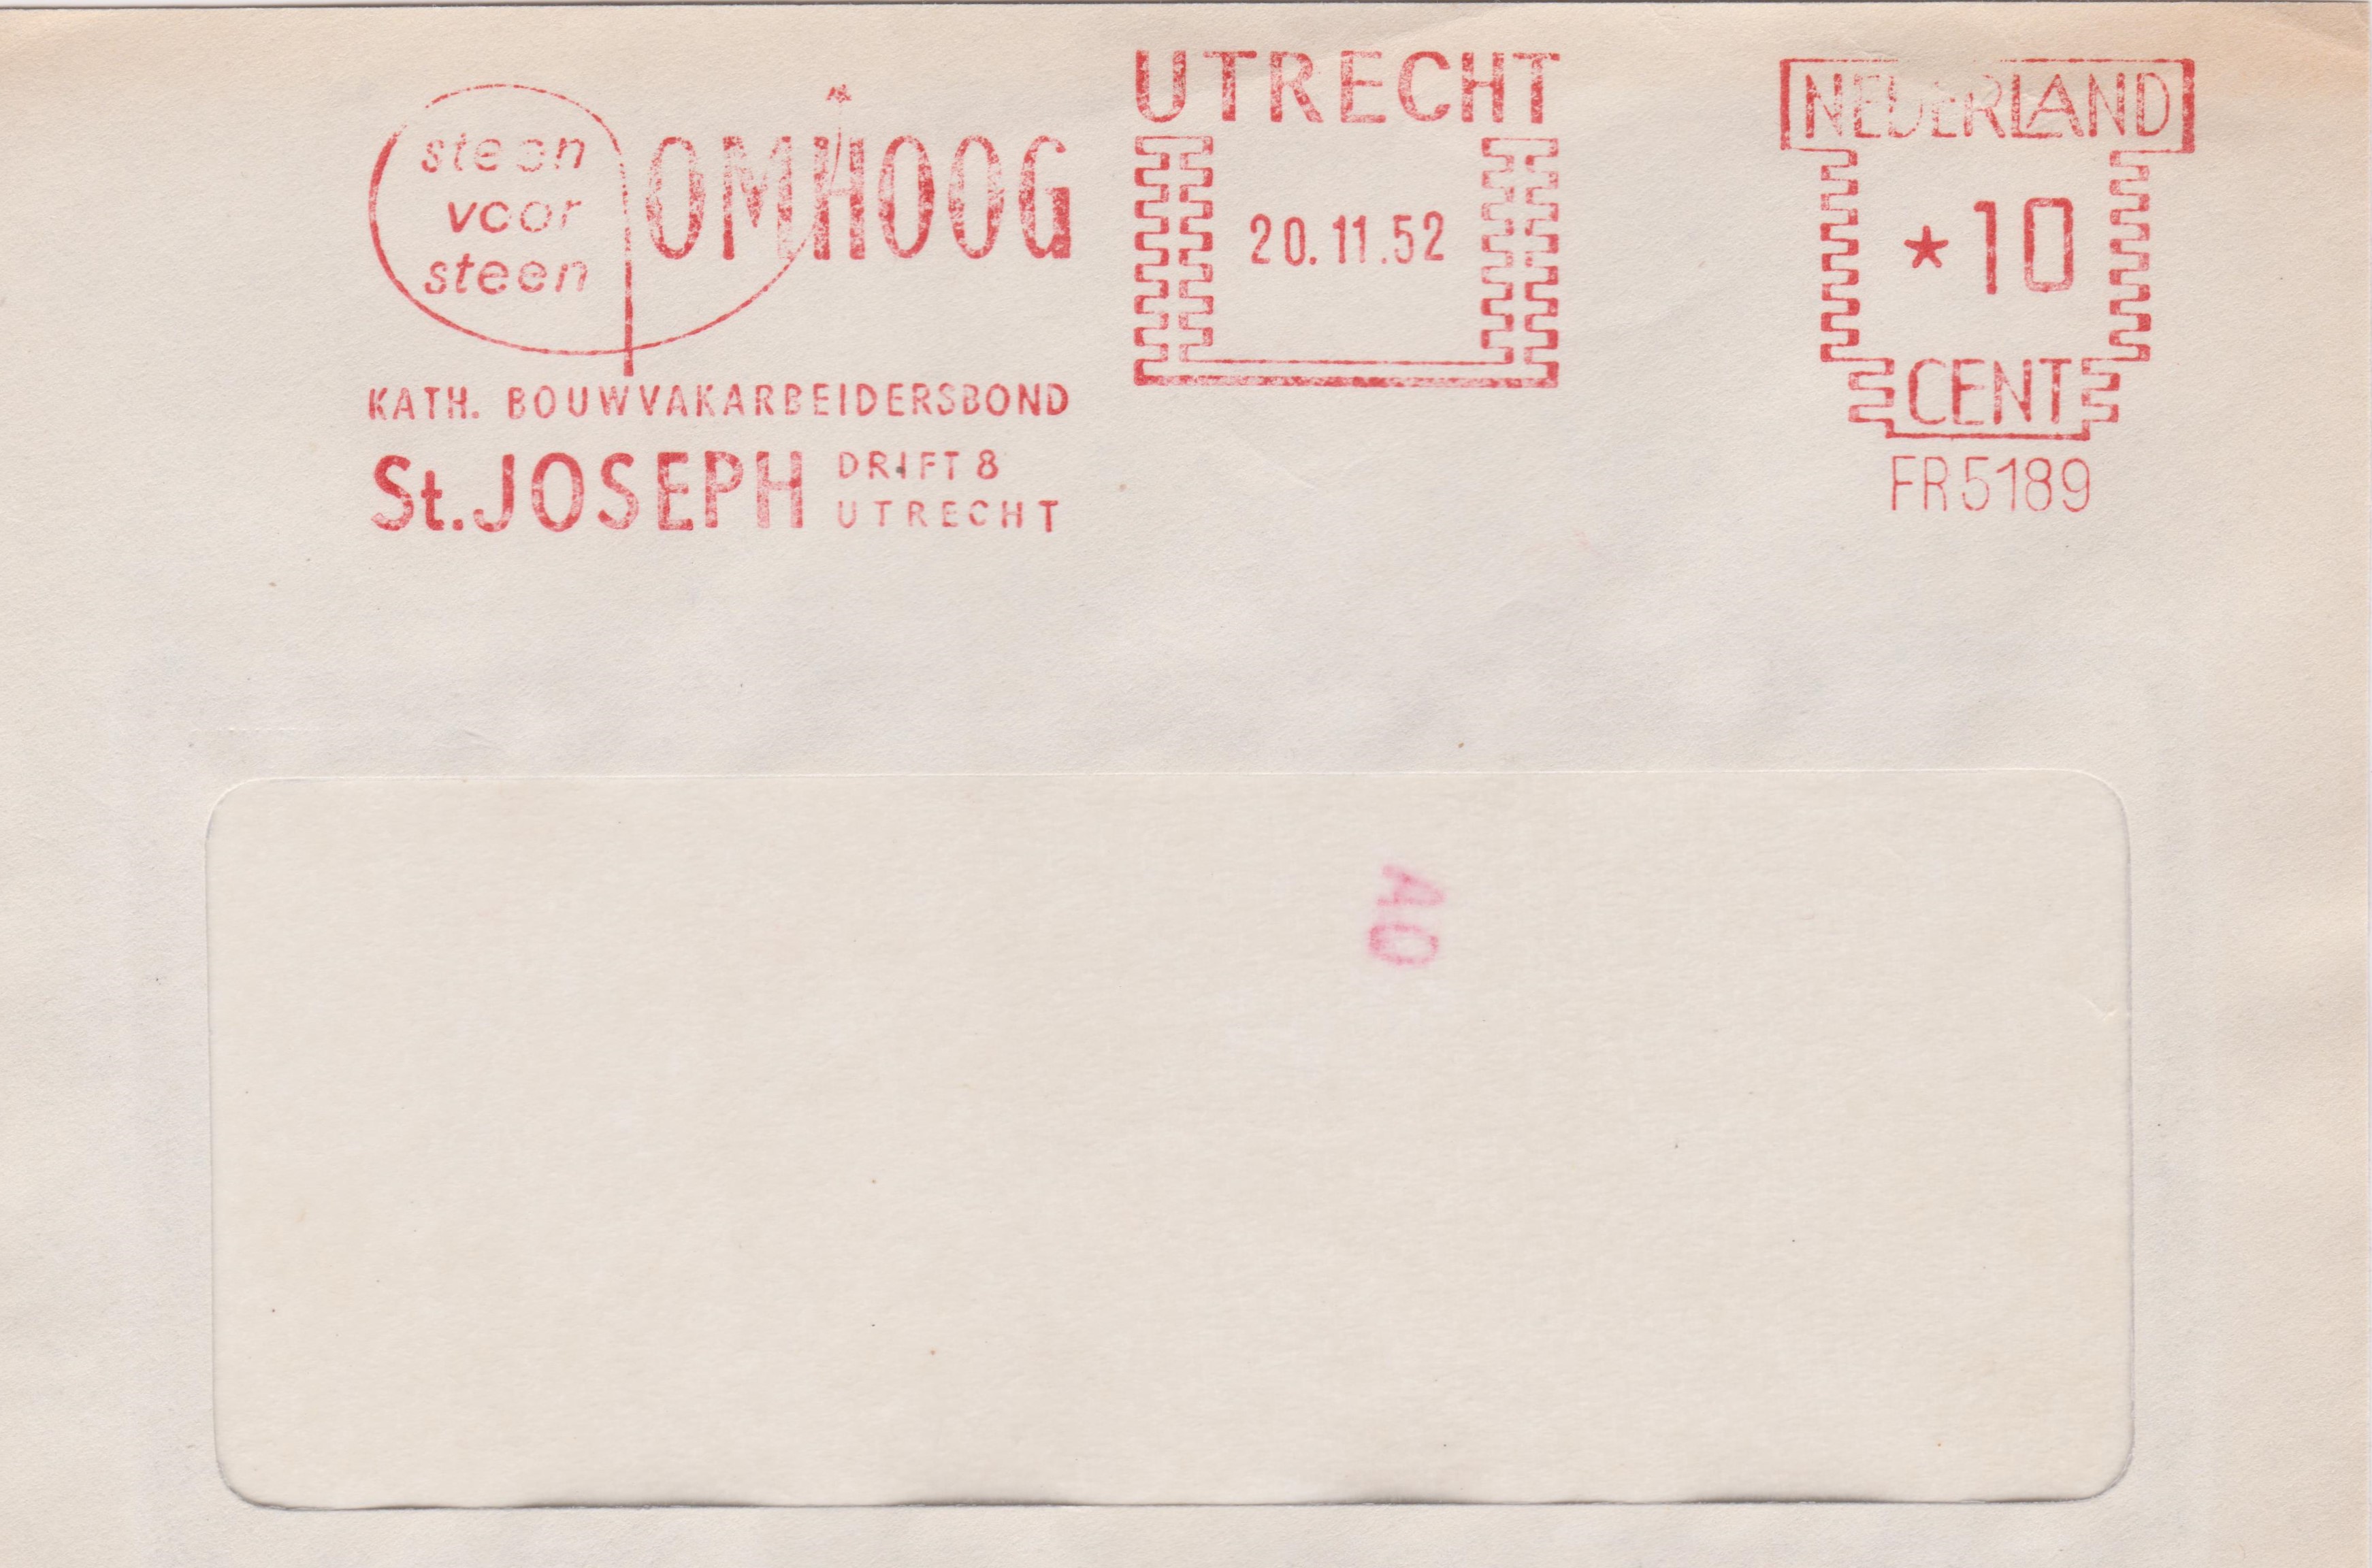 steen
voor
steen
OMHOOG
KATH. BOUWVAKARBEIDERSBOND
St. JOSEPH
DRIFT 8
UTRECHT
UTRECHT
20.11.52
NEDERLAND
*10
CENT
FR5189
AO